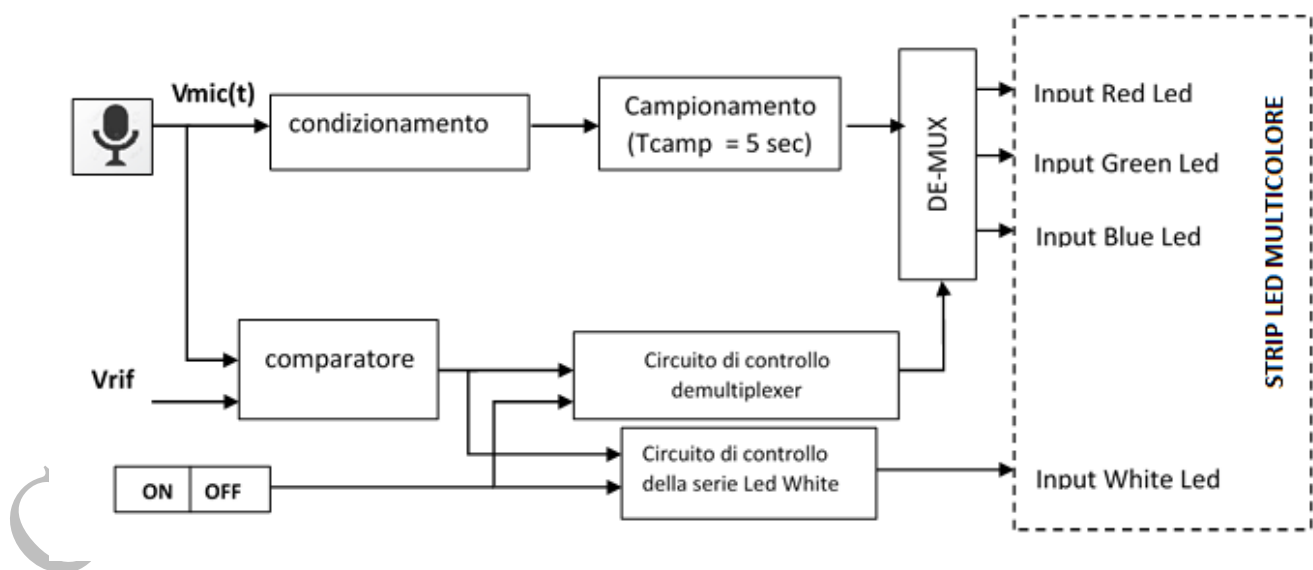 Vmic(t)
condizionamento
Campionamento
(Tcamp = 5 sec)
DE-MUX
Input Red Led
Input Green Led
Input Blue Led
STRIP LED MULTICOLORE
Vrif
comparatore
Circuito di controllo
demultiplexer
ON OFF
Circuito di controllo
della serie Led White
Input White Led